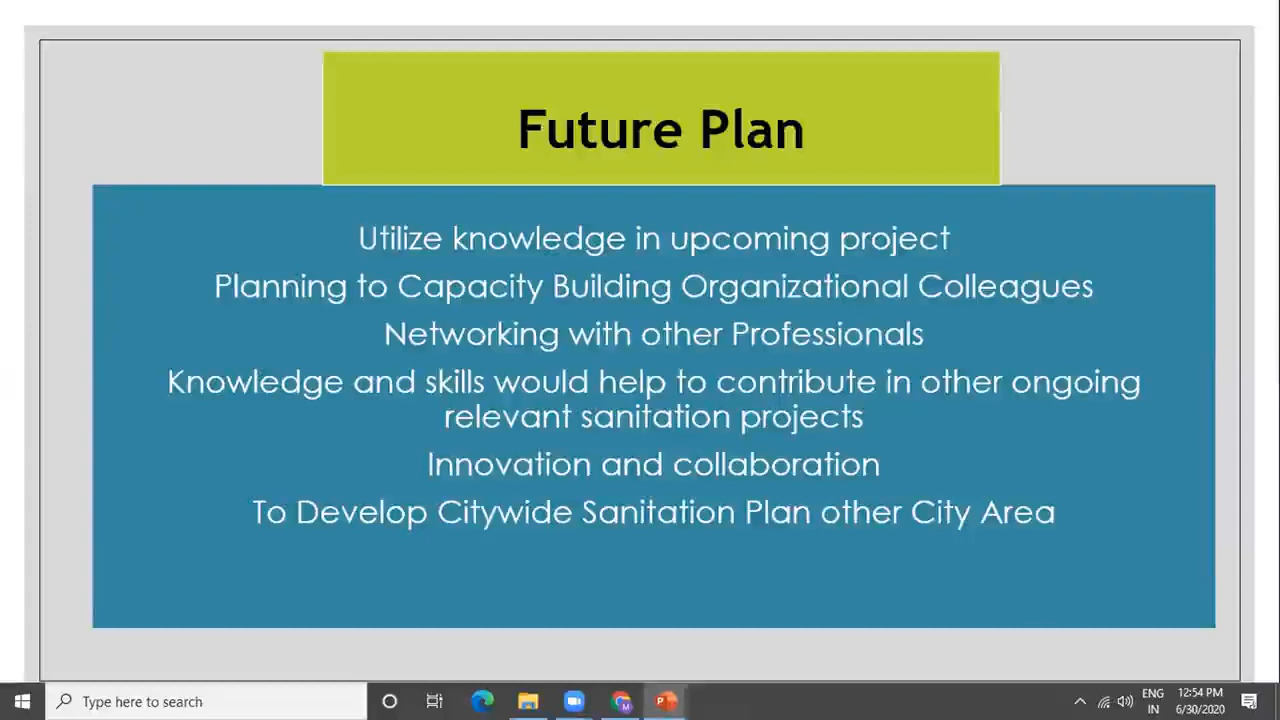 Future Plan
Utilize knowledge in upcoming project
Planning to Capacity Building Organizational Colleagues
Networking with other Professionals
Knowledge and skills would help to contribute in other ongoing
relevant sanitation projects
Innovation and collaboration
To Develop Citywide Sanitation Plan other City Area
Type here to search
ENG
IN
12:54 PM
6/30/2020